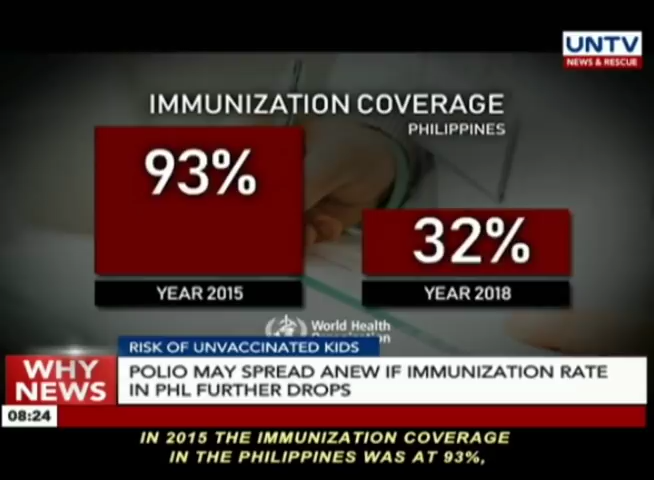 UNTV
NEWS & RESCUE
IMMUNIZATION COVERAGE
PHILIPPINES
93%
32%
YEAR 2015
YEAR 2018
World Health
RISK OF UNVACCINATED KIDS
WHY
NEWS
POLIO MAY SPREAD ANEW IF IMMUNIZATION RATE
IN PHL FURTHER DROPS
08:24
IN 2015 THE IMMUNIZATION COVERAGE
IN THE PHILIPPINES WAS AT 93%,